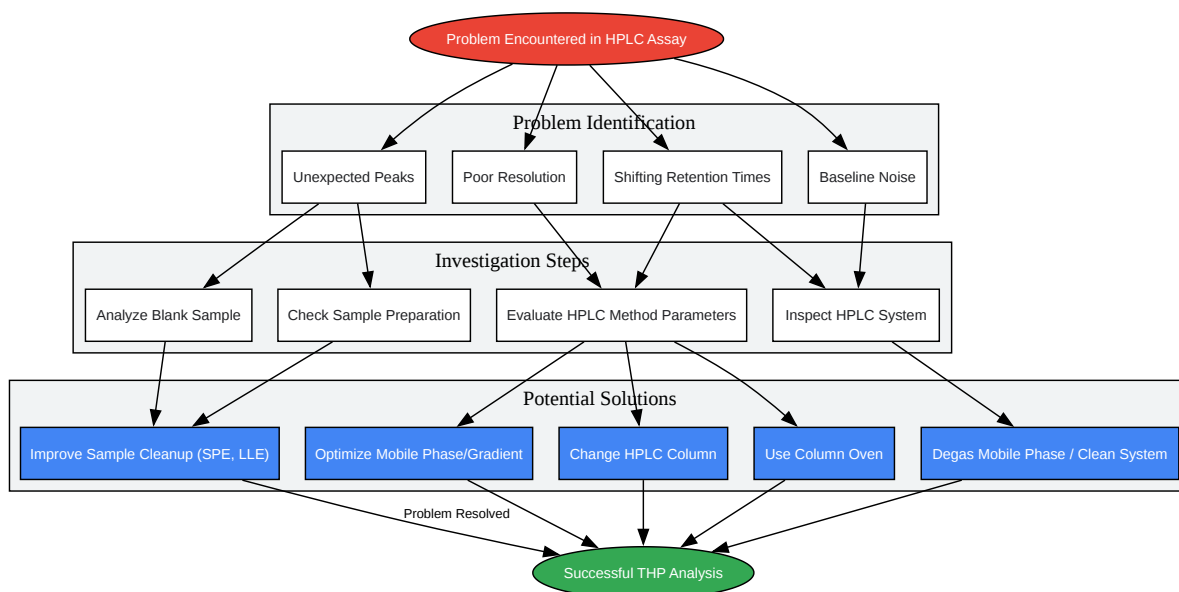 Problem Encountered in HPLC Assay
Problem Identification
Unexpected Peaks
Poor Resolution
Shifting Retention Times
Baseline Noise
Investigation Steps
Analyze Blank Sample
Check Sample Preparation
Evaluate HPLC Method Parameters
Inspect HPLC System
Potential Solutions
Improve Sample Cleanup (SPE, LLE)
Optimize Mobile Phase/Gradient
Change HPLC Column
Use Column Oven
Degas Mobile Phase / Clean System
Problem Resolved
Successful THP Analysis